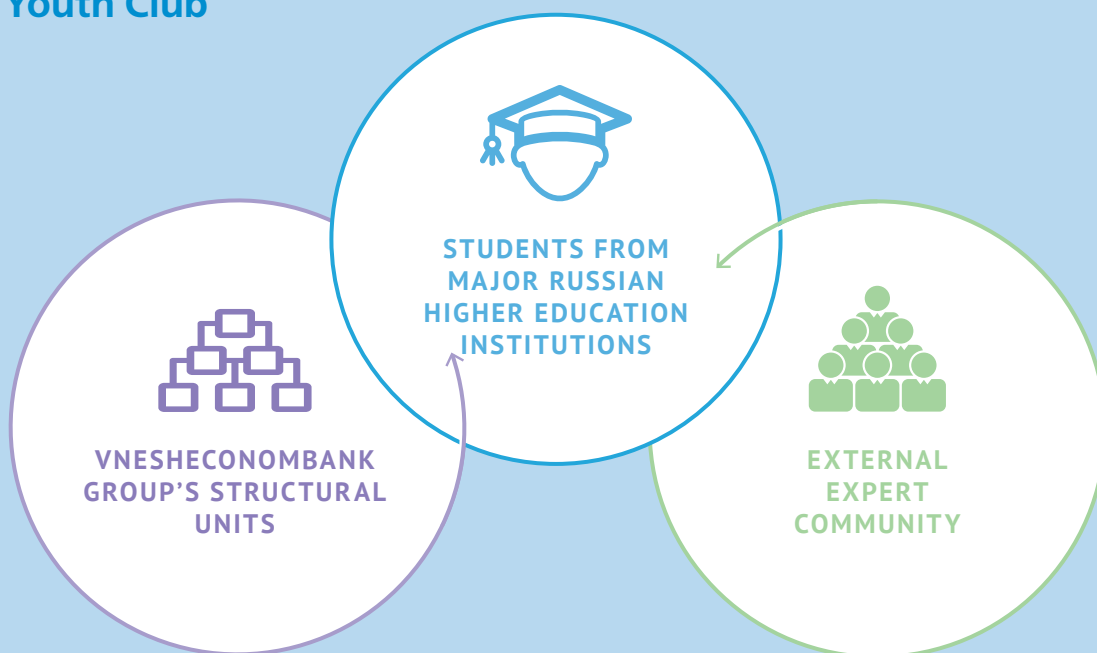 Youth Club
STUDENTS FROM
MAJOR RUSSIAN
HIGHER EDUCATION
INSTITUTIONS
VNESHECONOMBANK
GROUP'S STRUCTURAL
UNITS
EXTERNAL
EXPERT
COMMUNITY